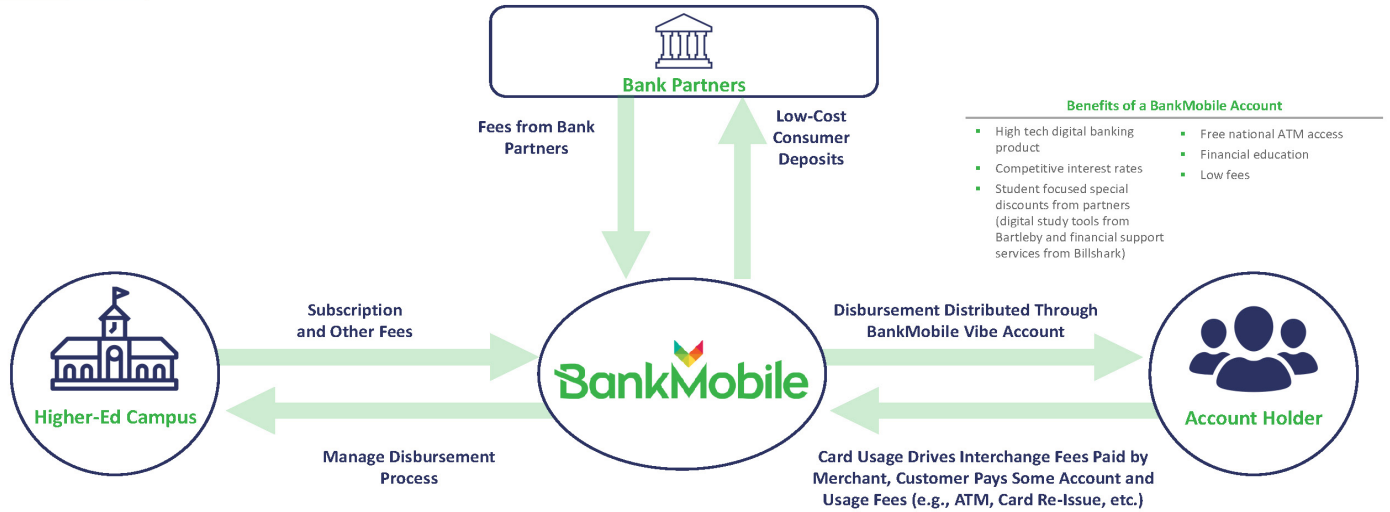 Bank Partners
Fees from Bank
Partners
Low-Cost
Consumer
Deposits
Benefits of a BankMobile Account
▪ High tech digital banking
product
▪ Competitive interest rates
▪ Student focused special
discounts from partners
(digital study tools from
Bartleby and financial support
services from Billshark)
▪ Free national ATM access
▪ Financial education
▪ Low fees
Higher-Ed Campus
Subscription
and Other Fees
Manage Disbursement
Process
BankMobile
Disbursement Distributed Through
BankMobile Vibe Account
Card Usage Drives Interchange Fees Paid by
Merchant, Customer Pays Some Account and
Usage Fees (e.g., ATM, Card Re-Issue, etc.)
Account Holder